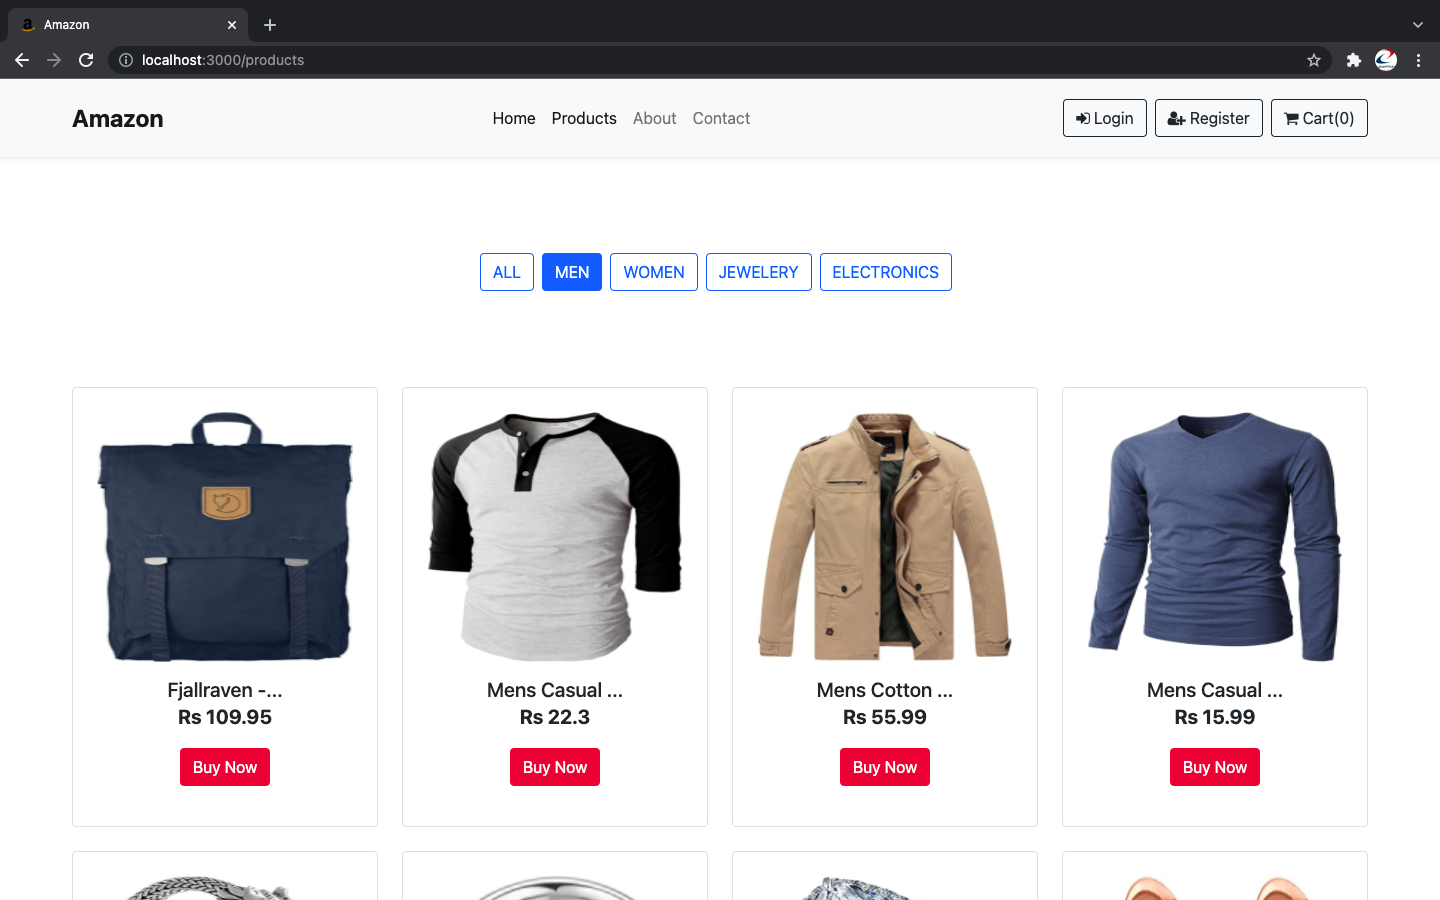 Amazon
localhost:3000/products
Amazon
Home Products About Contact
Login Register Cart(0)
ALL MEN WOMEN JEWELERY ELECTRONICS
Fjallraven -...
Rs 109.95
Buy Now
Mens Casual ...
Rs 22.3
Buy Now
Mens Cotton ...
Rs 55.99
Buy Now
Mens Casual ...
Rs 15.99
Buy Now